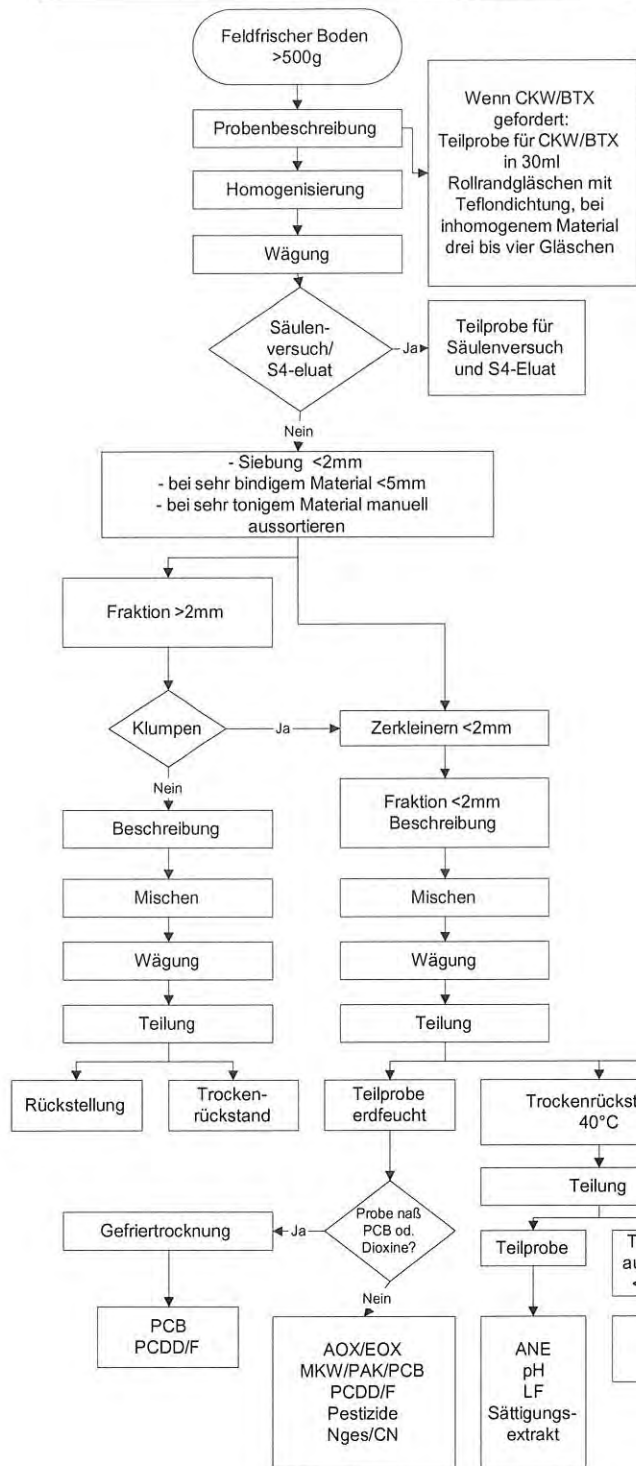 Feldfrischer Boden
>500g
Probenbeschreibung
Wenn CKW/BTX
gefordert:
Teilprobe für CKW/BTX
in 30ml
Rollrandgläschen mit
Teflondichtung, bei
inhomogenem Material
drei bis vier Gläschen
Homogenisierung
Wägung
Säulen-
versuch/
S4-eluat
Ja
Teilprobe für
Säulenversuch
und S4-Eluat
Nein
- Siebung <2mm
- bei sehr bindigem Material <5mm
- bei sehr tonigem Material manuell
aussortieren
Fraktion >2mm
Klumpen
Ja
Zerkleinern <2mm
Nein
Beschreibung
Fraktion <2mm
Beschreibung
Mischen
Mischen
Wägung
Wägung
Teilung
Teilung
Rückstellung
Trocken-
rückstand
Teilprobe
erdfeucht
Trockenrückst
40°C
Teilung
Probe naß
PCB od.
Dioxine?
Ja
Gefriertrocknung
Teilprobe
T
au
<
Nein
PCB
PCDD/F
AOX/EOX
MKW/PAK/PCB
PCDD/F
Pestizide
Nges/CN
ANE
pH
LF
Sättigungs-
extrakt